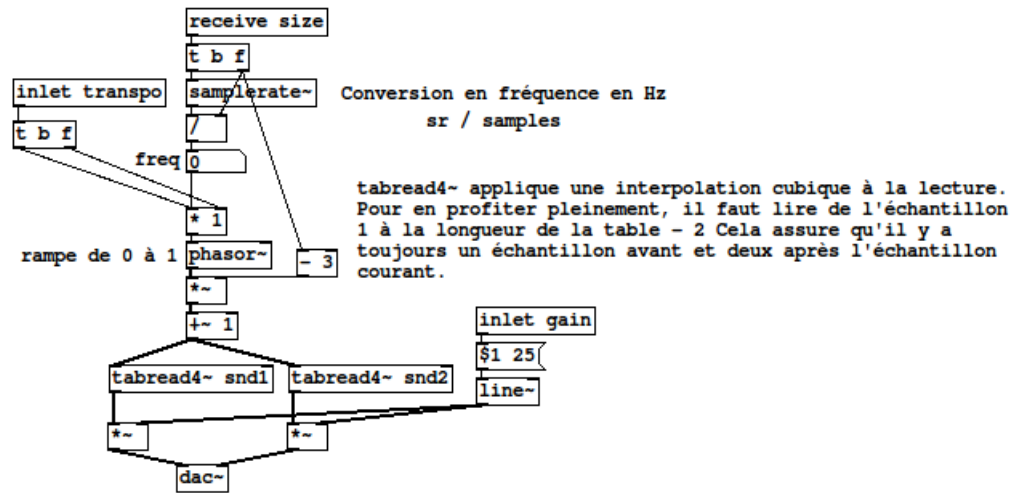 receive size
t b f
inlet transpo
samplerate~
Conversion en fréquence en Hz
sr / samples
t b f
/
freq
0
tabread4~ applique une interpolation cubique à la lecture.
Pour en profiter pleinement, il faut lire de l'échantillon
1 à la longueur de la table - 2 Cela assure qu'il y a
toujours un échantillon avant et deux après l'échantillon
courant.
* 1
rampe de 0 à 1
phasor~
- 3
*~
+~ 1
inlet gain
$1 25
tabread4~ snd1
tabread4~ snd2
line~
*~
*~
dac~